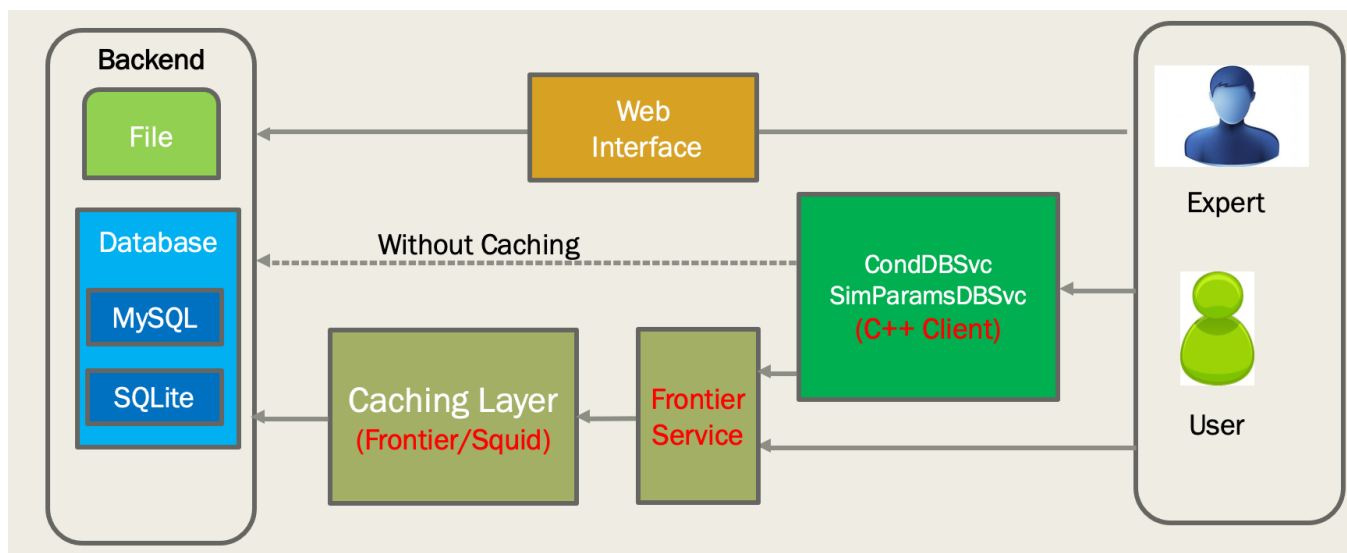 Backend
File
Database
MySQL
SQLite
Web
Interface
Without Caching
Caching Layer
(Frontier/Squid)
Frontier
Service
CondDBSvc
SimParamsDBSvc
(C++ Client)
Expert
User